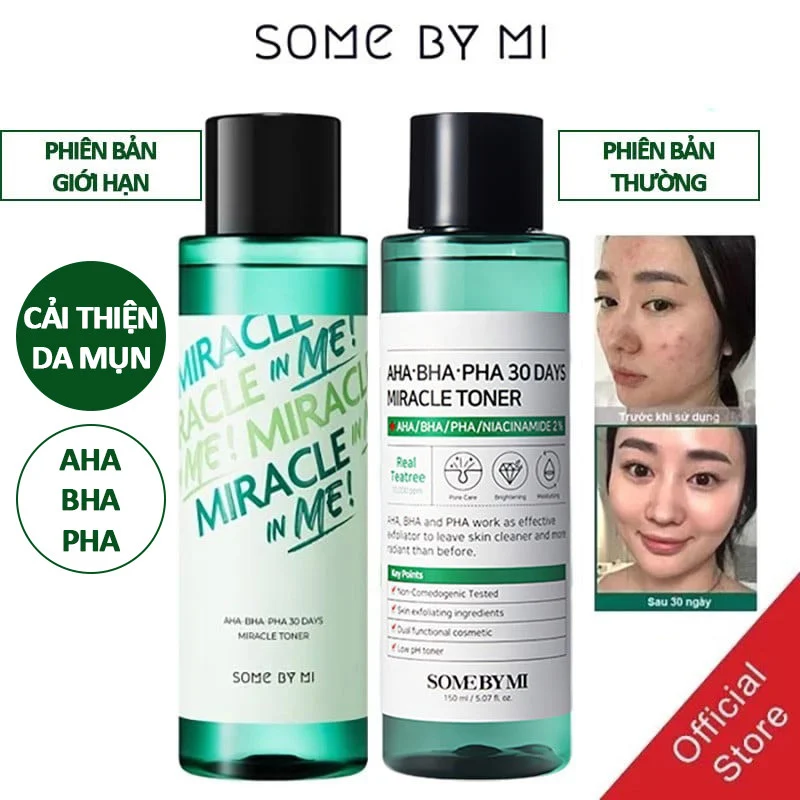 SOME BY MI
PHIÊN BẢN
GIỚI HẠN
PHIÊN BẢN
THƯỜNG
CẢI THIỆN
DA MỤN
AHA
BHA
PHA
MIRACLE
IN ME!
MIRACLE
IN ME! MIRACLE
MIRACLE
IN ME!
AHA·BHA·PHA 30 DAYS
MIRACLE TONER
SOME BY MI
AHA·BHA·PHA 30 DAYS
MIRACLE TONER
AHA/BHA/PHA/NIACINAMIDE 2%
Real
Teatree
10,000 ppm
Pore Care
Brightening
Moisturizing
AHA, BHA and PHA work as effective
exfoliator to leave skin cleaner and more
radiant than before.
Key Points
Non-Comedogenic Tested
Skin exfoliating ingredients
Dual functional cosmetic
Low pH toner
SOME BY MI
150 ml / 5.07 fl. oz.
Trước khi sử dụng
Sau 30 ngày
Official
Store